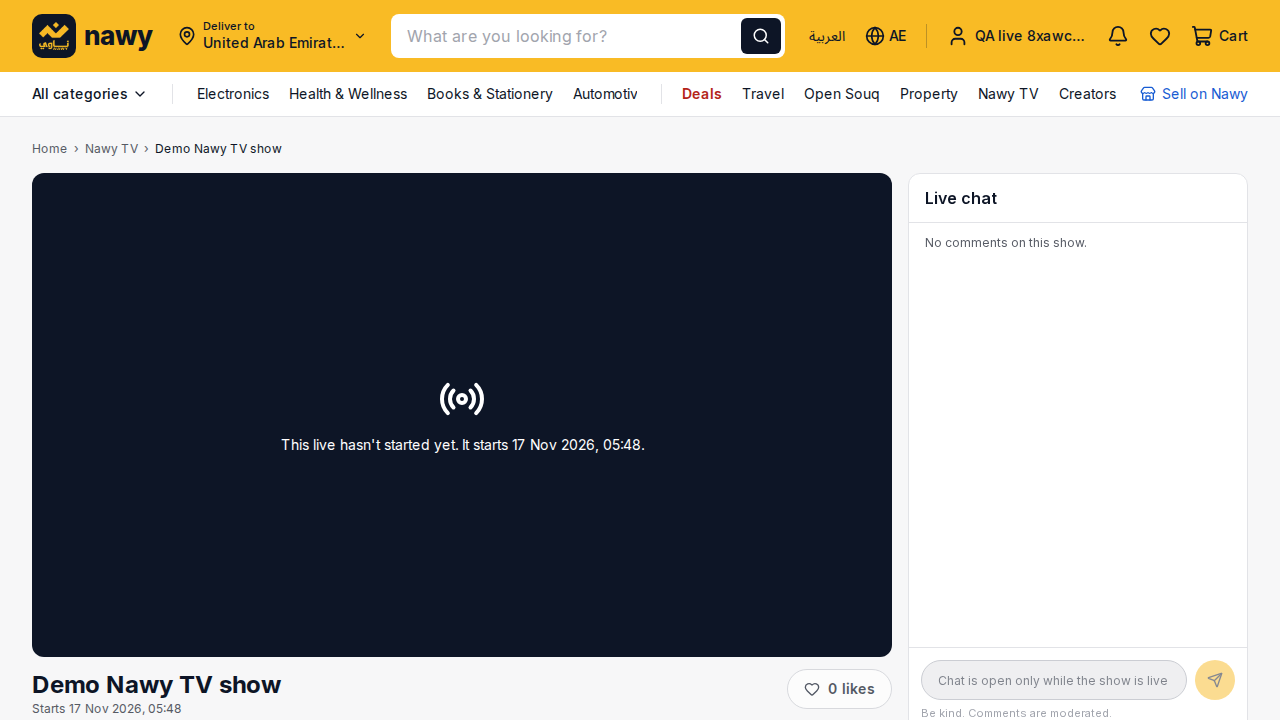 ناوي
nawy
Deliver to
United Arab Emirat...
What are you looking for?
العربية
AE
QA live 8xawc...
Cart
All categories
Electronics
Health & Wellness
Books & Stationery
Automotiv
Deals
Travel
Open Souq
Property
Nawy TV
Creators
Sell on Nawy
Home › Nawy TV › Demo Nawy TV show
This live hasn't started yet. It starts 17 Nov 2026, 05:48.
Live chat
No comments on this show.
Demo Nawy TV show
0 likes
Starts 17 Nov 2026, 05:48
Chat is open only while the show is live
Be kind. Comments are moderated.